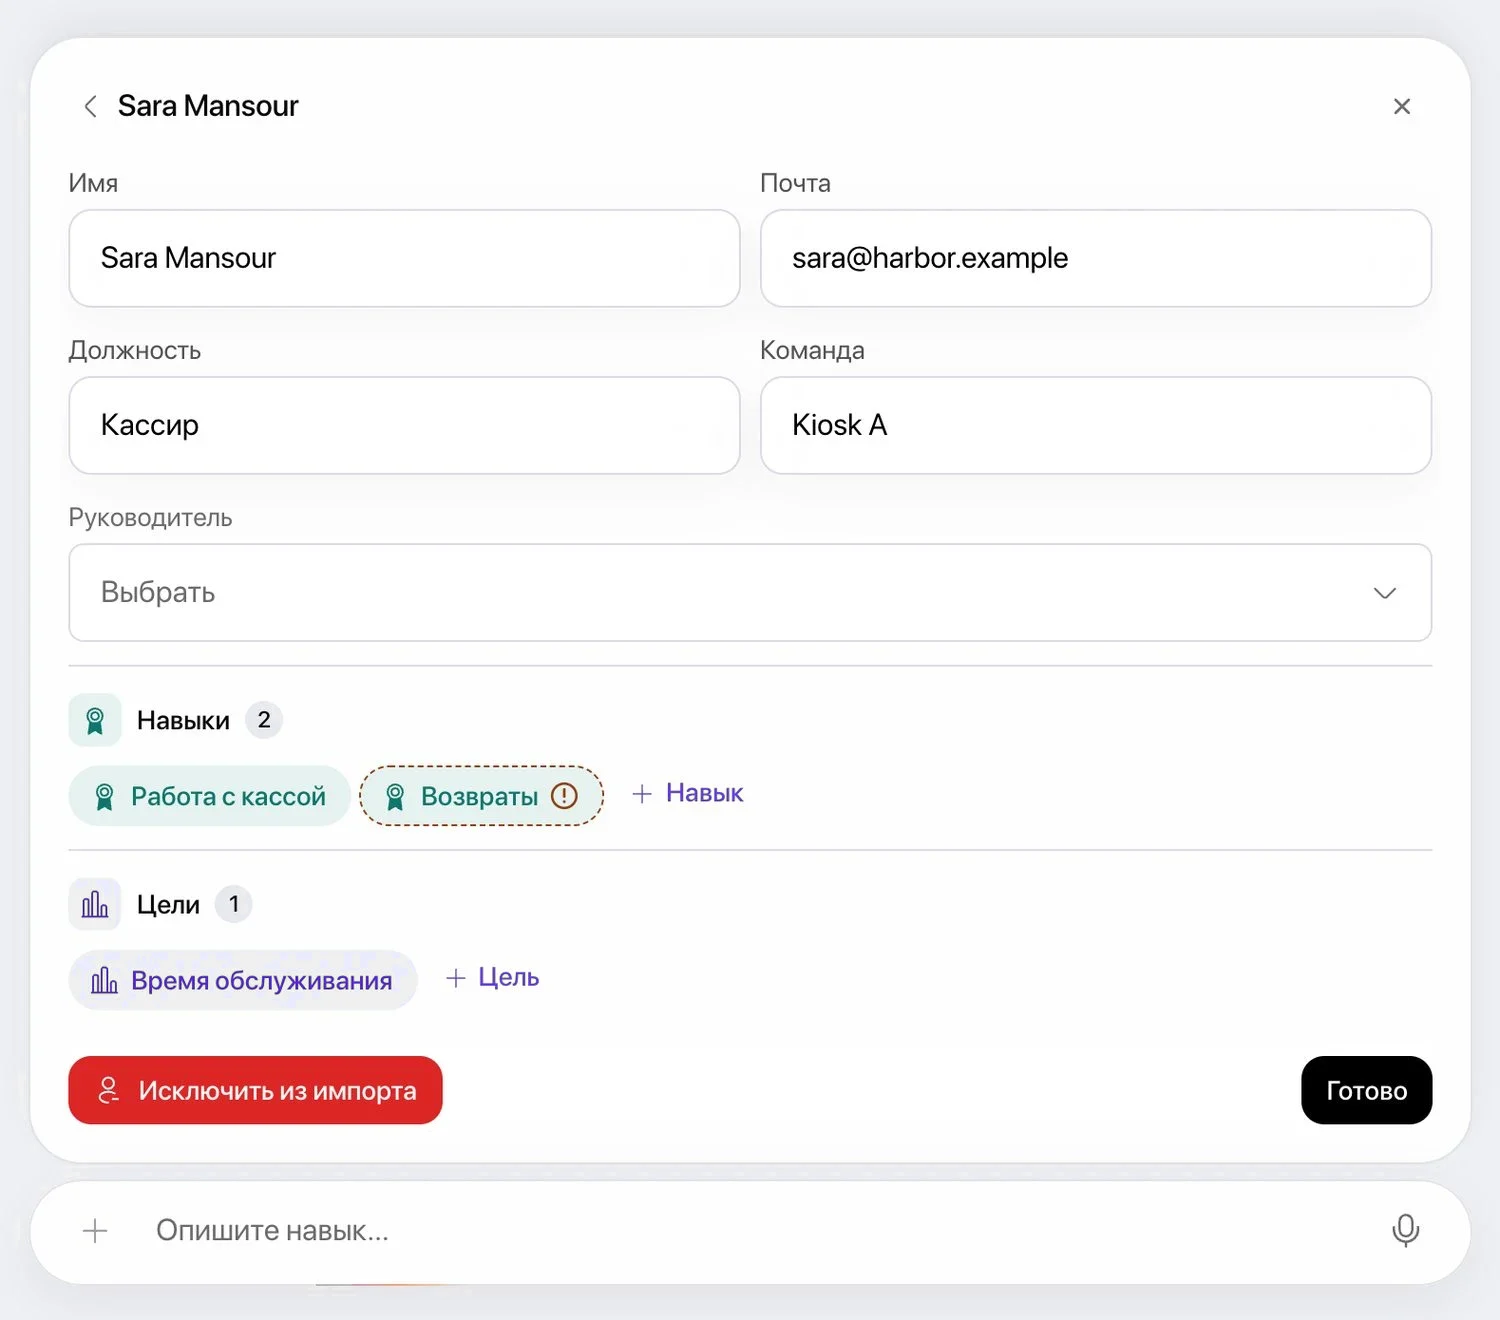 Sara Mansour
Имя
Почта
Sara Mansour
sara@harbor.example
Должность
Команда
Кассир
Kiosk A
Руководитель
Выбрать
Навыки 2
Работа с кассой
Возвраты
+ Навык
Цели 1
Время обслуживания
+ Цель
Исключить из импорта
Готово
Опишите навык...